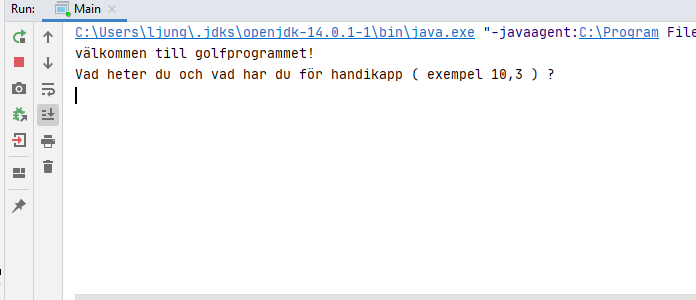 Run: Main
C:\Users\ljung\.jdks\openjdk-14.0.1-1\bin\java.exe "-javaagent:C:\Program File
välkommen till golfprogrammet!
Vad heter du och vad har du för handikapp ( exempel 10,3 ) ?